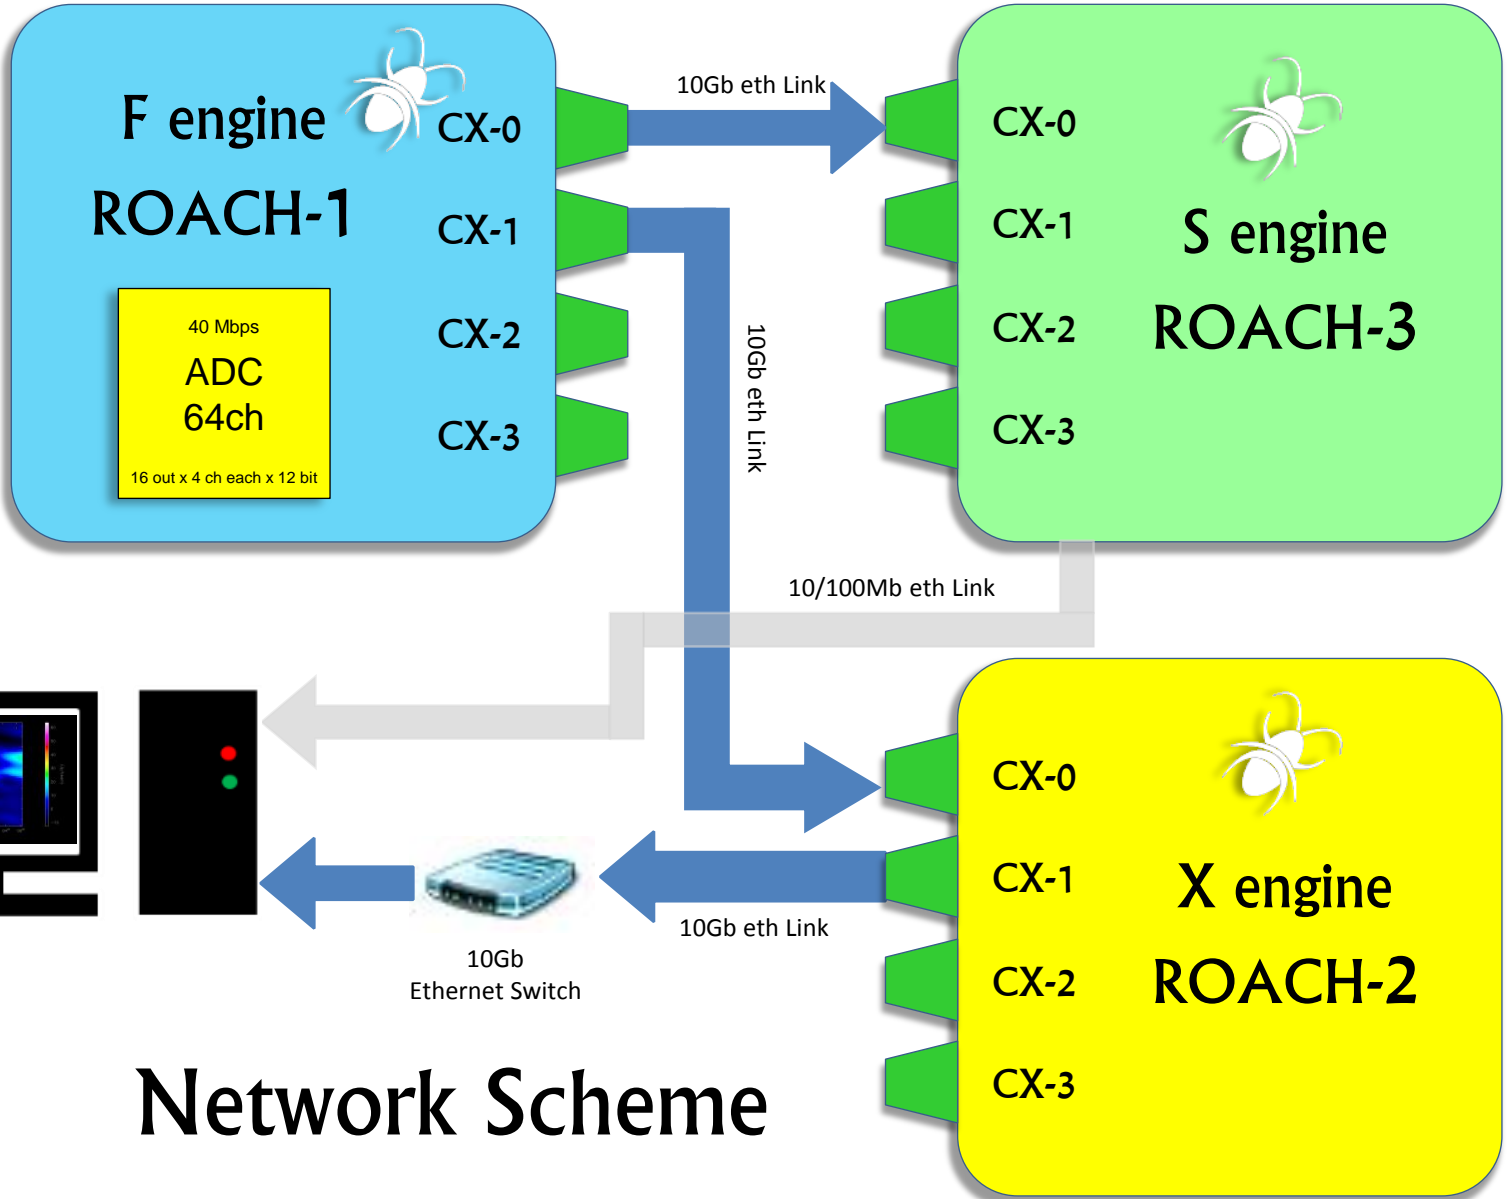 F engine
ROACH-1
CX-0
CX-1
CX-2
CX-3
40 Mbps
ADC
64ch
16 out x 4 ch each x 12 bit
10Gb eth Link
10Gb eth Link
CX-0
CX-1
CX-2
CX-3
S engine
ROACH-3
10/100Mb eth Link
CX-0
CX-1
CX-2
CX-3
X engine
ROACH-2
10Gb eth Link
10Gb
Ethernet Switch
Network Scheme